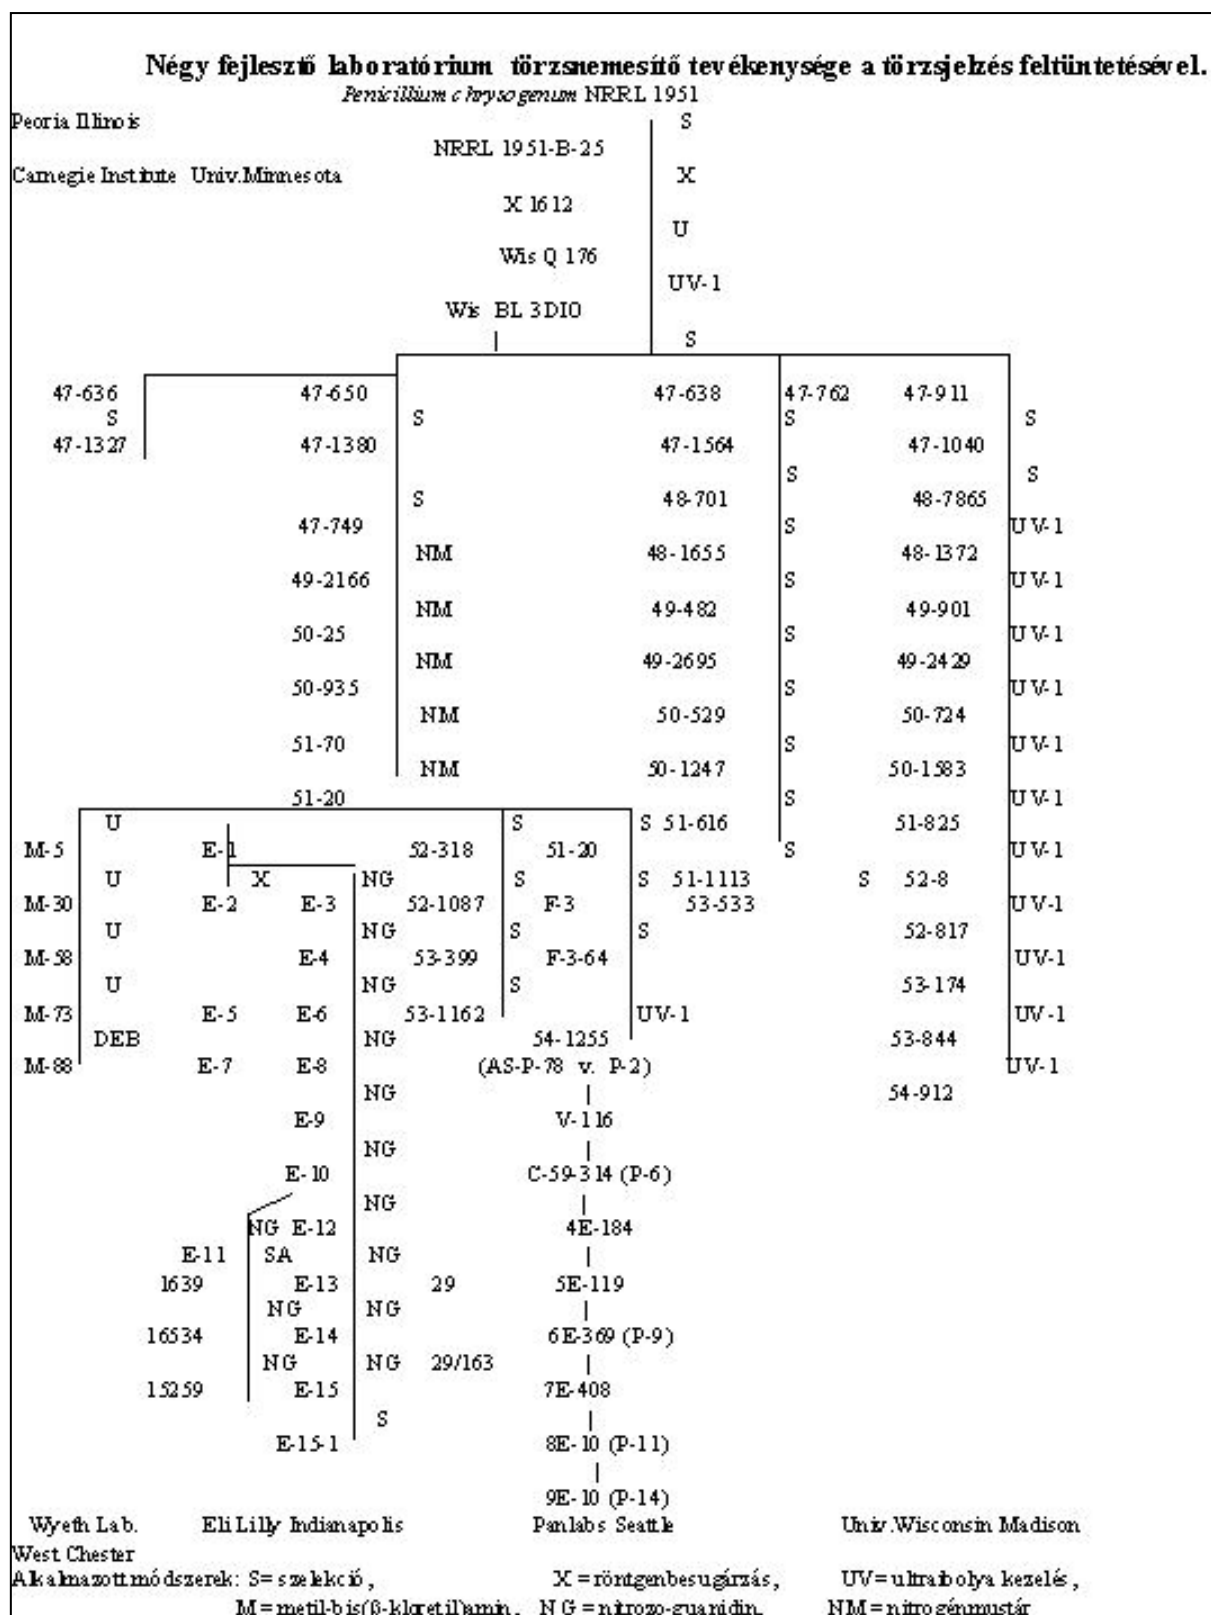 Négy fejlesztő laboratórium törzsnemesítő tevékenysége a törzsjelzés feltüntetésével.
Penicillium chrysogenum NRRL 1951
Peoria Illinois S
NRRL 1951-B-25
Carnegie Institute Univ.Minnesota X
X 1612
U
Wis Q 176
UV-1
Wis BL 3D10
S
47-636 47-650 47-638 47-762 47-911
S S S S
47-1327 47-1380 47-1564 47-1040
S S
S 48-701 48-7865
47-749 S UV-1
NM 48-1655 48-1372
49-2166 S UV-1
NM 49-482 49-901
50-25 S UV-1
NM 49-2695 49-2429
50-935 S UV-1
NM 50-529 50-724
51-70 S UV-1
NM 50-1247 50-1583
51-20 S UV-1
U S S 51-616 51-825
M-5 E-1 52-318 51-20 S UV-1
U X NG S S 51-1113 S 52-8
M-30 E-2 E-3 52-1087 F-3 53-533 UV-1
U NG S S 52-817
M-58 E-4 53-399 F-3-64 UV-1
U NG S 53-174
M-73 E-5 E-6 53-1162 UV-1 UV-1
DEB NG 54-1255 53-844
M-88 E-7 E-8 (AS-P-78 v. P-2) UV-1
NG 54-912
E-9 V-116
NG
E-10 C-59-314 (P-6)
NG
NG E-12 4E-184
E-11 SA NG
1639 E-13 29 5E-119
NG NG
16534 E-14 6E-369 (P-9)
NG NG 29/163
15259 E-15 7E-408
S
E-15-1 8E-10 (P-11)
9E-10 (P-14)
Wyeth Lab. Eli Lilly Indianapolis Panlabs Seattle Univ.Wisconsin Madison
West Chester
Alkalmazott módszerek: S=szelekció, X=röntgenbesugárzás, UV=ultraibolya kezelés,
M=metil-bis(β-kloretil)amin, NG=nitrozo-guanidin, NM=nitrogénmustár